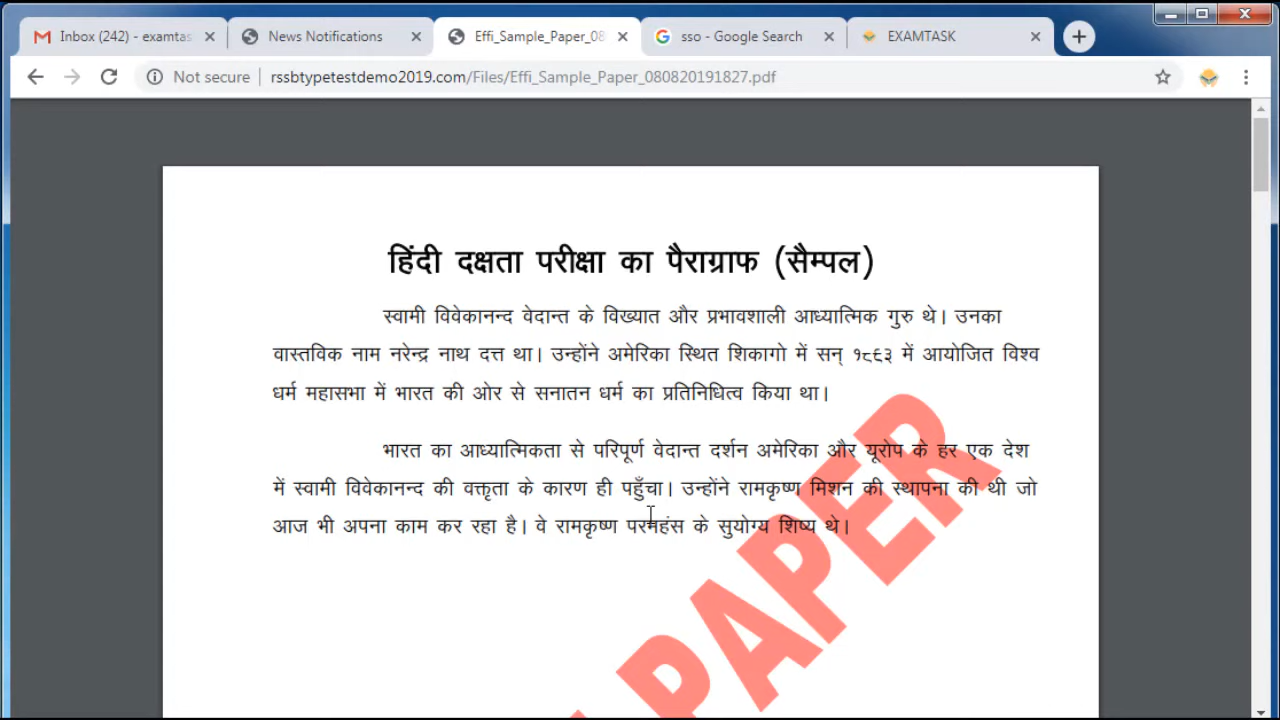 Inbox (242) - examtas
News Notifications
Effi_Sample_Paper_08
sso - Google Search
EXAMTASK
Not secure
rssbtypetestdemo2019.com/Files/Effi_Sample_Paper_080820191827.pdf
हिंदी दक्षता परीक्षा का पैराग्राफ (सैम्पल)
स्वामी विवेकानन्द वेदान्त के विख्यात और प्रभावशाली आध्यात्मिक गुरु थे। उनका
वास्तविक नाम नरेन्द्र नाथ दत्त था। उन्होंने अमेरिका स्थित शिकागो में सन् १८९३ में आयोजित विश्व
धर्म महासभा में भारत की ओर से सनातन धर्म का प्रतिनिधित्व किया था।
भारत का आध्यात्मिकता से परिपूर्ण वेदान्त दर्शन अमेरिका और यूरोप के हर एक देश
में स्वामी विवेकानन्द की वक्तृता के कारण ही पहुँचा। उन्होंने रामकृष्ण मिशन की स्थापना की थी जो
आज भी अपना काम कर रहा है। वे रामकृष्ण परमहंस के सुयोग्य शिष्य थे।
PAPER